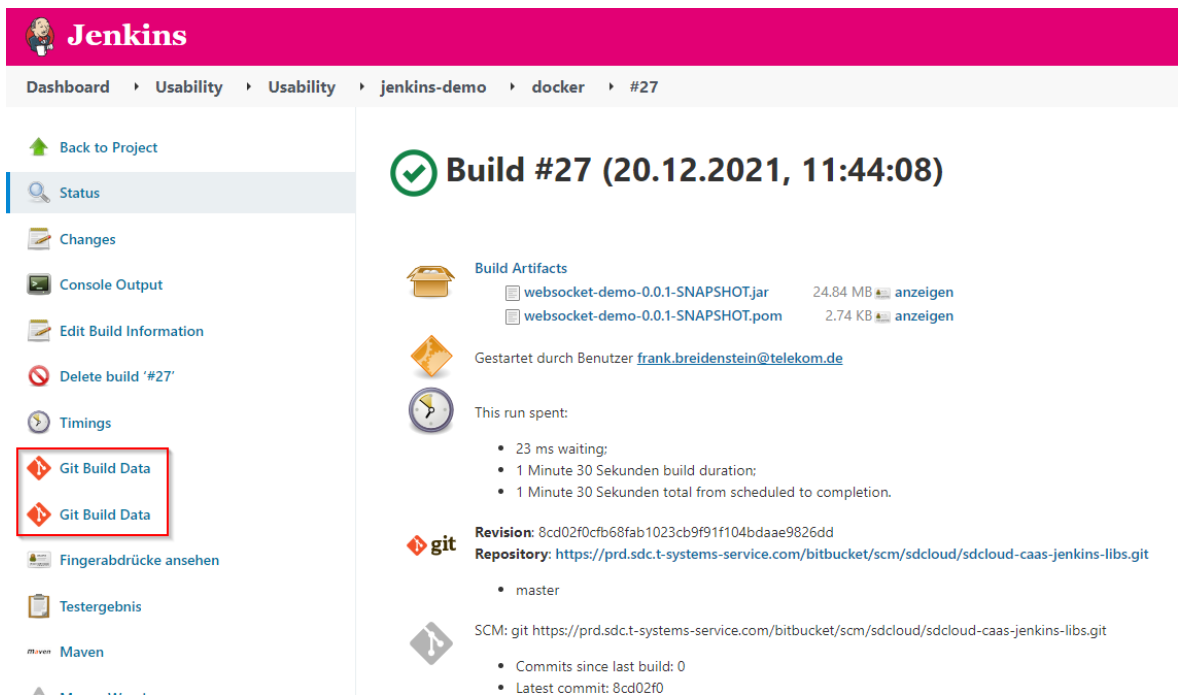 Jenkins
Dashboard Usability Usability jenkins-demo docker #27
Back to Project
Status
Changes
Console Output
Edit Build Information
Delete build ‘#27’
Timings
Git Build Data
Git Build Data
Fingerabdrücke ansehen
Testergebnis
Maven
Maven
Build #27 (20.12.2021, 11:44:08)
Build Artifacts
websocket-demo-0.0.1-SNAPSHOT.jar 24.84 MB anzeigen
websocket-demo-0.0.1-SNAPSHOT.pom 2.74 KB anzeigen
Gestartet durch Benutzer frank.breidenstein@telekom.de
This run spent:
23 ms waiting;
1 Minute 30 Sekunden build duration;
1 Minute 30 Sekunden total from scheduled to completion.
git
Revision: 8cd02f0cfb68fab1023cb9f91f104bdaae9826dd
Repository: https://prd.sdc.t-systems-service.com/bitbucket/scm/sdcloud/sdcloud-caas-jenkins-libs.git
master
SCM: git https://prd.sdc.t-systems-service.com/bitbucket/scm/sdcloud/sdcloud-caas-jenkins-libs.git
Commits since last build: 0
Latest commit: 8cd02f0